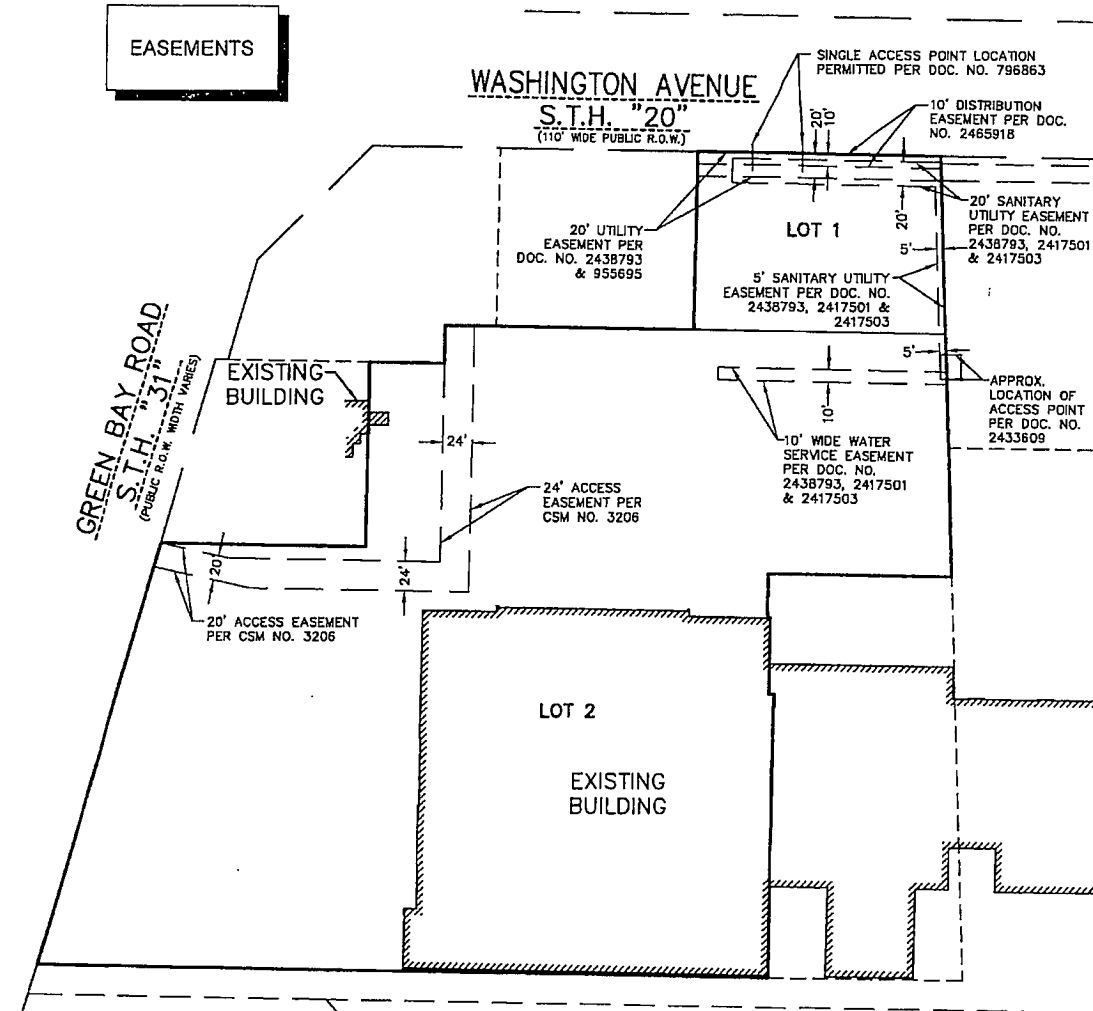 EASEMENTS
WASHINGTON AVENUE
S.T.H. "20"
(110' WIDE PUBLIC R.O.W.)
SINGLE ACCESS POINT LOCATION
PERMITTED PER DOC. NO. 796863
20'
10'
10' DISTRIBUTION
EASEMENT PER DOC.
NO. 2465918
20' UTILITY
EASEMENT PER
DOC. NO. 2438793
& 955695
LOT 1
20'
5'
20' SANITARY
UTILITY EASEMENT
PER DOC. NO.
2438793, 2417501
& 2417503
5' SANITARY UTILITY
EASEMENT PER DOC. NO.
2438793, 2417501 &
2417503
GREEN BAY ROAD
S.T.H. "31"
(PUBLIC R.O.W. WIDTH VARIES)
EXISTING
BUILDING
24'
5'
10'
APPROX.
LOCATION OF
ACCESS POINT
PER DOC. NO.
2433609
10' WIDE WATER
SERVICE EASEMENT
PER DOC. NO.
2438793, 2417501
& 2417503
24' ACCESS
EASEMENT PER
CSM NO. 3206
20'
24'
20' ACCESS EASEMENT
PER CSM NO. 3206
LOT 2
EXISTING
BUILDING